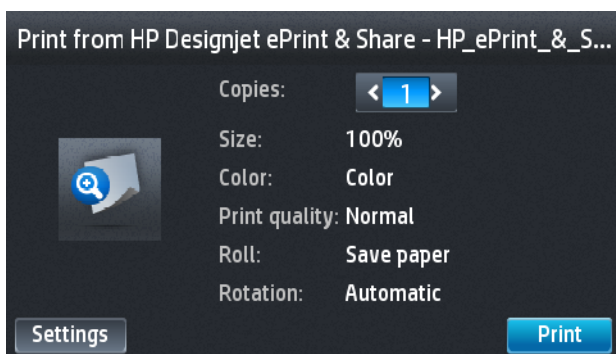 Print from HP Designjet ePrint & Share - HP_ePrint_&_S...
Copies: 1
Size: 100%
Color: Color
Print quality: Normal
Roll: Save paper
Rotation: Automatic
Settings Print